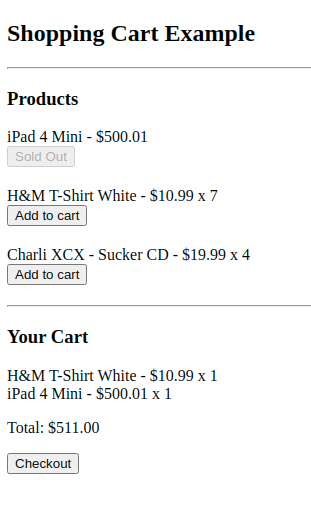 Shopping Cart Example
Products
iPad 4 Mini - $500.01
Sold Out
H&M T-Shirt White - $10.99 x 7
Add to cart
Charli XCX - Sucker CD - $19.99 x 4
Add to cart
Your Cart
H&M T-Shirt White - $10.99 x 1
iPad 4 Mini - $500.01 x 1
Total: $511.00
Checkout